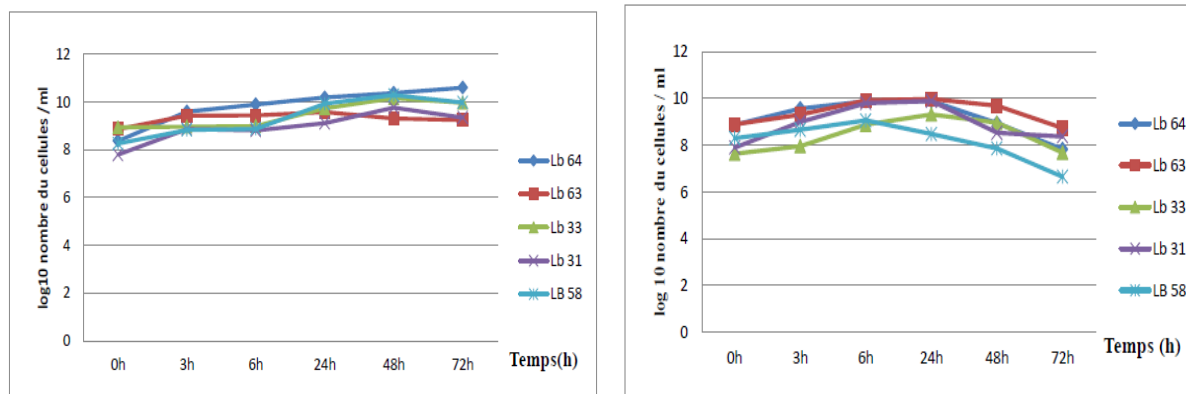 log10 nombre du cellules / ml
12
10
8
6
4
2
0
0h 3h 6h 24h 48h 72h
Temps(h)
Lb 64
Lb 63
Lb 33
Lb 31
LB 58
log 10 nombre du cellules / ml
12
10
8
6
4
2
0
0h 3h 6h 24h 48h 72h
Temps (h)
Lb 64
Lb 63
Lb 33
Lb 31
LB 58